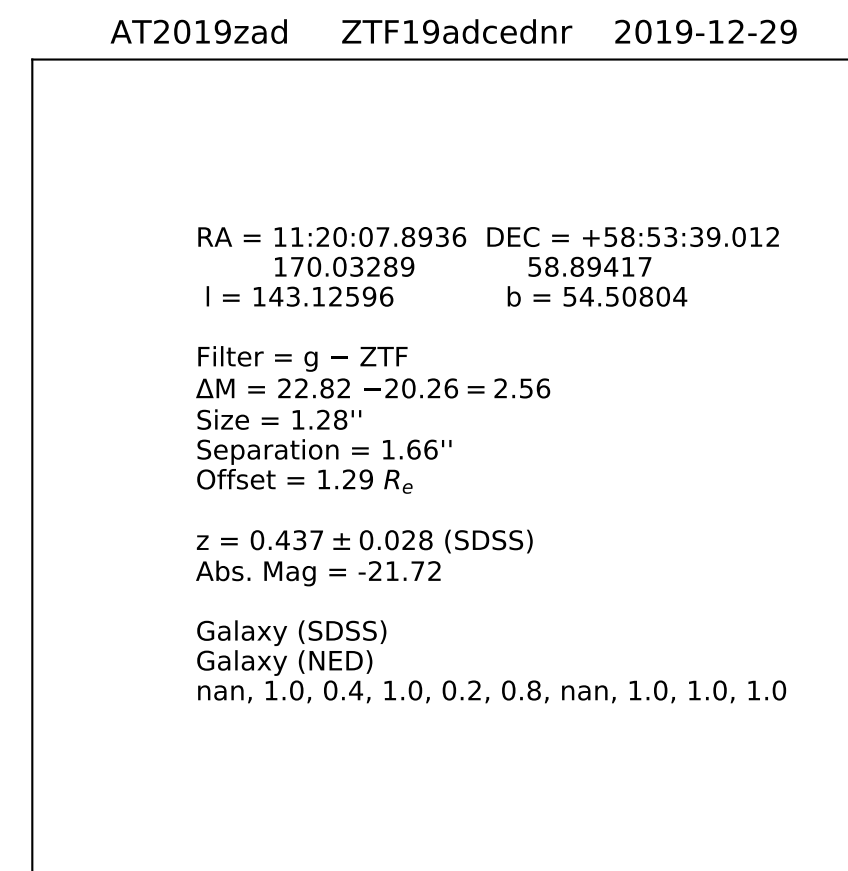 AT2019zad ZTF19adcednr 2019-12-29
RA = 11:20:07.8936 DEC = +58:53:39.012
170.03289 58.89417
l = 143.12596 b = 54.50804
Filter = g − ZTF
ΔM = 22.82 −20.26 = 2.56
Size = 1.28''
Separation = 1.66''
Offset = 1.29 Re
z = 0.437 ± 0.028 (SDSS)
Abs. Mag = -21.72
Galaxy (SDSS)
Galaxy (NED)
nan, 1.0, 0.4, 1.0, 0.2, 0.8, nan, 1.0, 1.0, 1.0